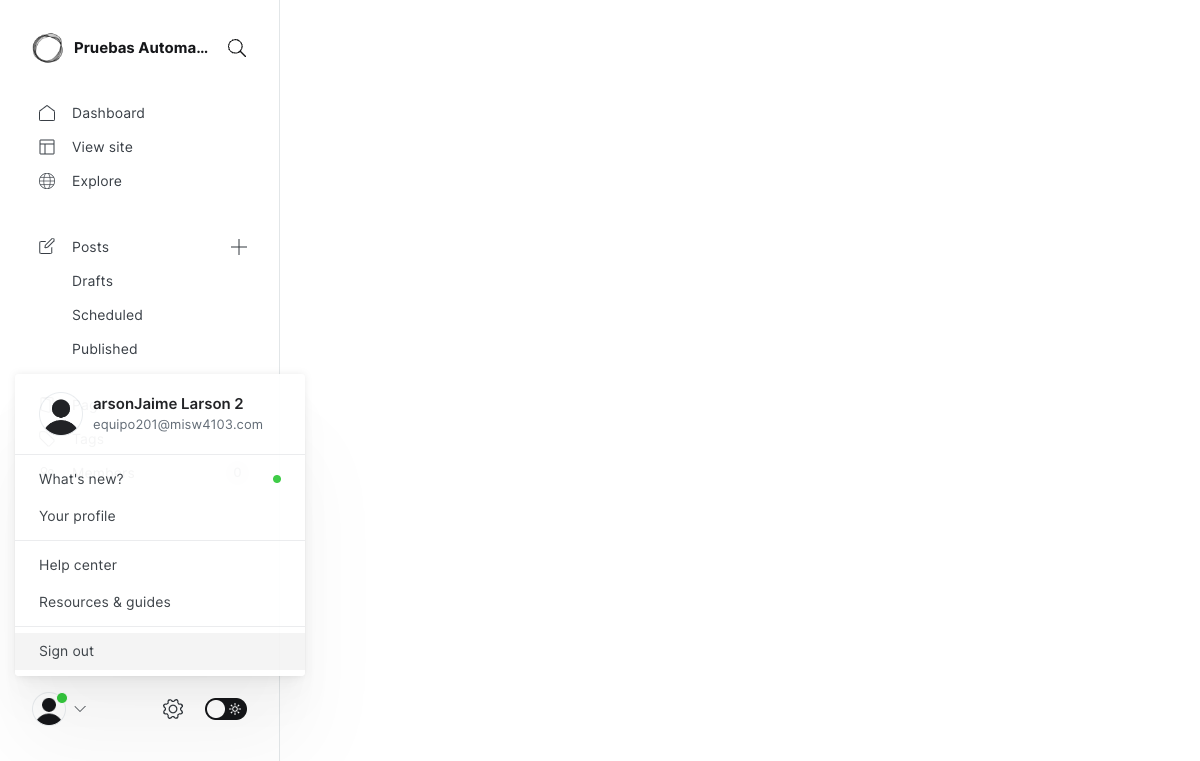 Pruebas Automa...
Dashboard
View site
Explore
Posts
Drafts
Scheduled
Published
arsonJaime Larson 2
equipo201@misw4103.com
Tags
What's new?
Your profile
Help center
Resources & guides
Sign out